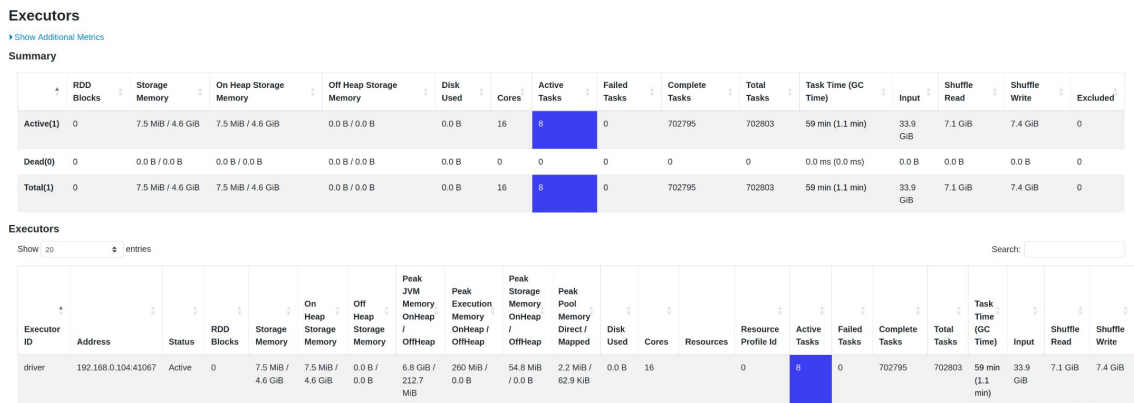 Executors
Show Additional Metrics
Summary
RDD Blocks Storage Memory On Heap Storage Memory Off Heap Storage Memory Disk Used Cores Active Tasks Failed Tasks Complete Tasks Total Tasks Task Time (GC Time) Input Shuffle Read Shuffle Write Excluded
Active(1) 0 7.5 MiB / 4.6 GiB 7.5 MiB / 4.6 GiB 0.0 B / 0.0 B 0.0 B 16 8 0 702795 702803 59 min (1.1 min) 33.9 GiB 7.1 GiB 7.4 GiB 0
Dead(0) 0 0.0 B / 0.0 B 0.0 B / 0.0 B 0.0 B / 0.0 B 0.0 B 0 0 0 0 0 0.0 ms (0.0 ms) 0.0 B 0.0 B 0.0 B 0
Total(1) 0 7.5 MiB / 4.6 GiB 7.5 MiB / 4.6 GiB 0.0 B / 0.0 B 0.0 B 16 8 0 702795 702803 59 min (1.1 min) 33.9 GiB 7.1 GiB 7.4 GiB 0
Executors
Show 20 entries Search:
Executor ID Address Status RDD Blocks Storage Memory On Heap Storage Memory Off Heap Storage Memory Peak JVM Memory OnHeap / OffHeap Peak Execution Memory OnHeap / OffHeap Peak Storage Memory OnHeap / OffHeap Peak Pool Memory Direct / Mapped Disk Used Cores Resources Resource Profile Id Active Tasks Failed Tasks Complete Tasks Total Tasks Task Time (GC Time) Input Shuffle Read Shuffle Write
driver 192.168.0.104:41067 Active 0 7.5 MiB / 4.6 GiB 7.5 MiB / 4.6 GiB 0.0 B / 0.0 B 6.8 GiB / 212.7 MiB 260 MiB / 0.0 B 54.8 MiB / 0.0 B 2.2 MiB / 62.9 KiB 0.0 B 16 0 8 0 702795 702803 59 min (1.1 min) 33.9 GiB 7.1 GiB 7.4 GiB